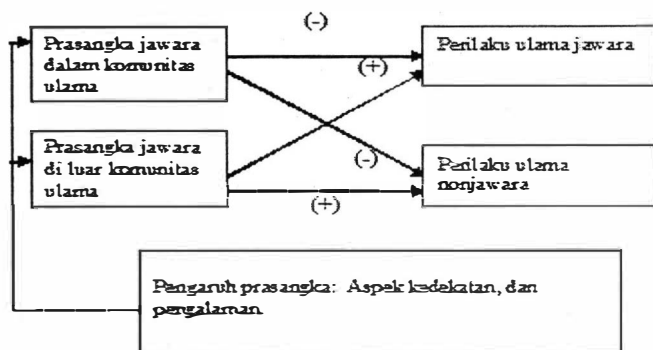 (-)
Prasangka jawara
dalam komunitas
ulama
Perilaku ulama jawara
(+)
Prasangka jawara
di luar komunitas
ulama
(-)
Perilaku ulama
nonjawara
(+)
Pengaruh prasangka: Aspek kedekatan, dan
pengalaman